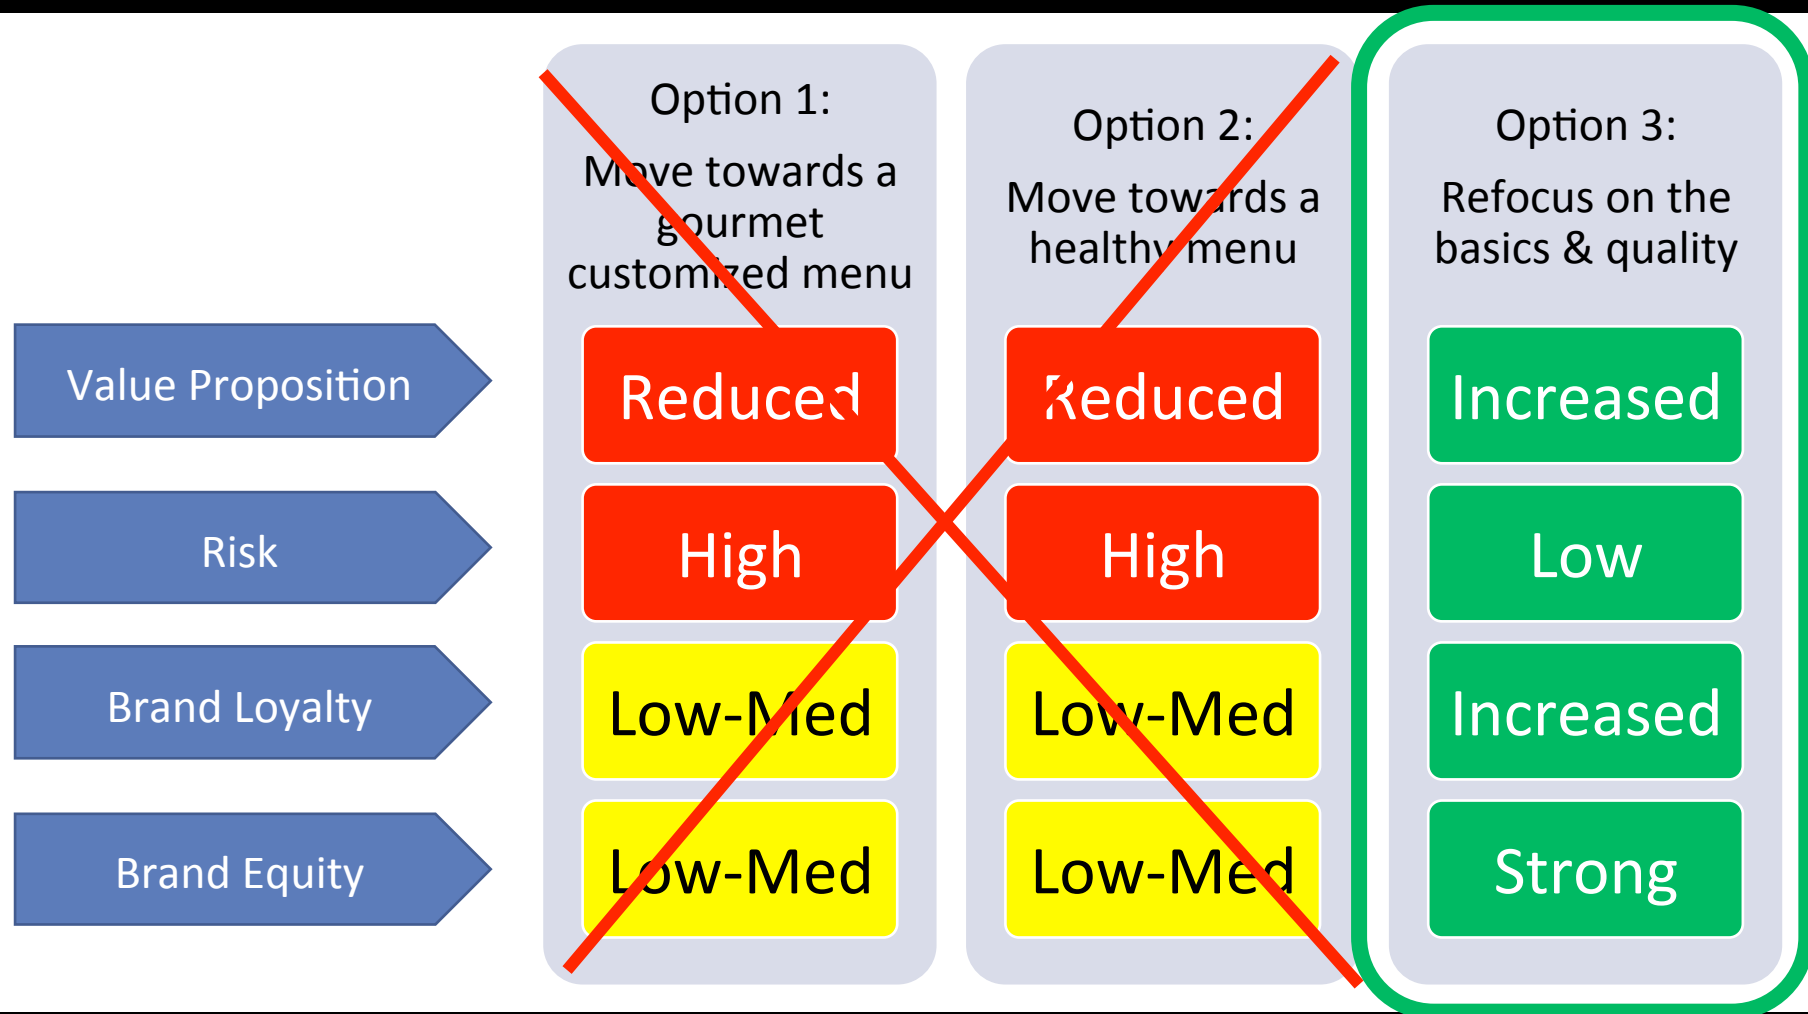 Option 1:
Move towards a
gourmet
customized menu
Option 2:
Move towards a
healthy menu
Option 3:
Refocus on the
basics & quality
Value Proposition
Reduced
Reduced
Increased
Risk
High
High
Low
Brand Loyalty
Low-Med
Low-Med
Increased
Brand Equity
Low-Med
Low-Med
Strong